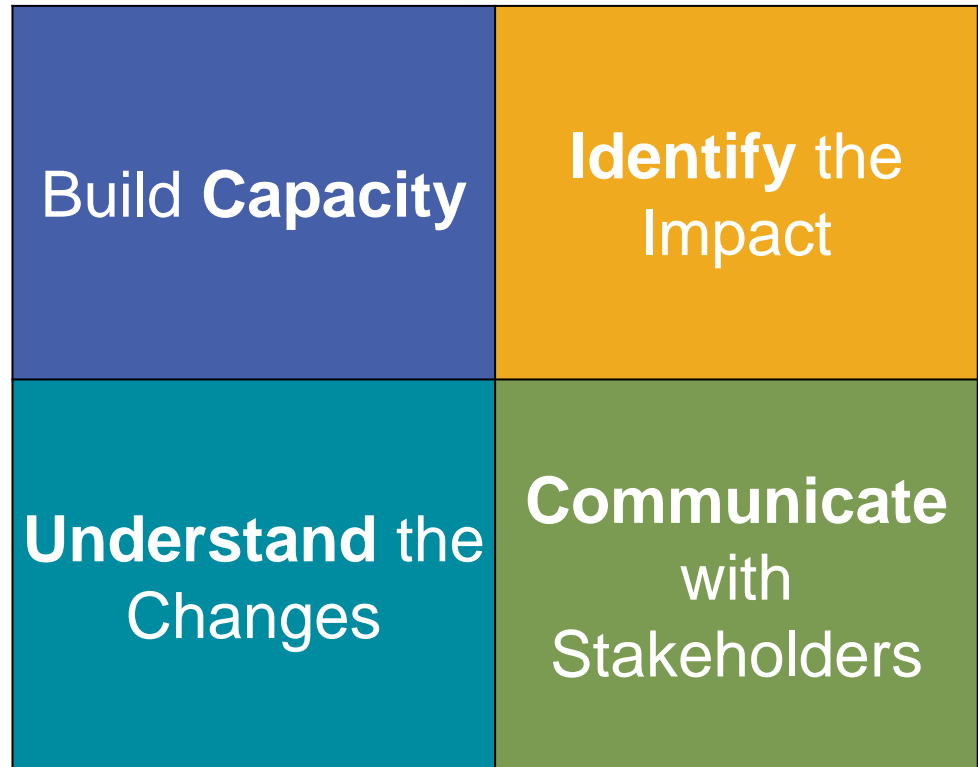 Build Capacity
Identify the
Impact
Understand the
Changes
Communicate
with
Stakeholders